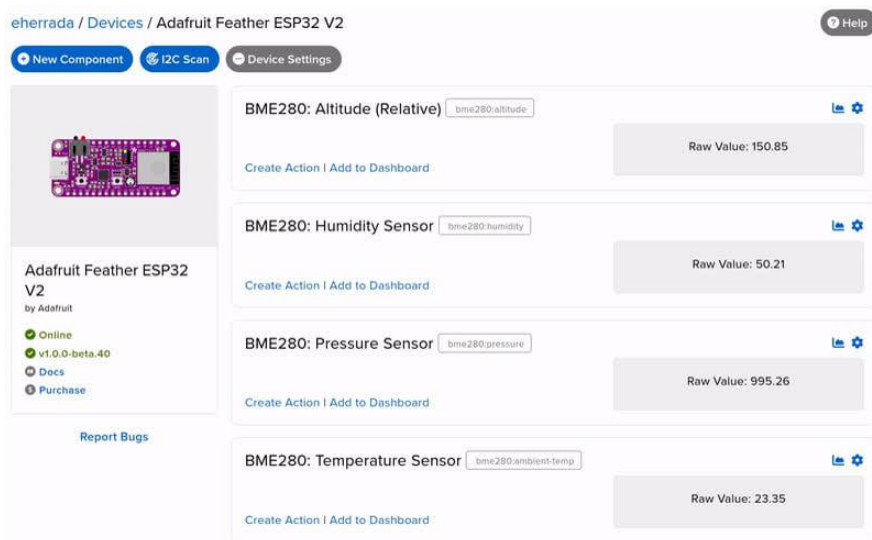 eherrada / Devices / Adafruit Feather ESP32 V2
Help
New Component
I2C Scan
Device Settings
Adafruit Feather ESP32
V2
by Adafruit
Online
v1.0.0-beta.40
Docs
Purchase
Report Bugs
BME280: Altitude (Relative) bme280:altitude
Raw Value: 150.85
Create Action | Add to Dashboard
BME280: Humidity Sensor bme280:humidity
Raw Value: 50.21
Create Action | Add to Dashboard
BME280: Pressure Sensor bme280:pressure
Raw Value: 995.26
Create Action | Add to Dashboard
BME280: Temperature Sensor bme280:ambient-temp
Raw Value: 23.35
Create Action | Add to Dashboard